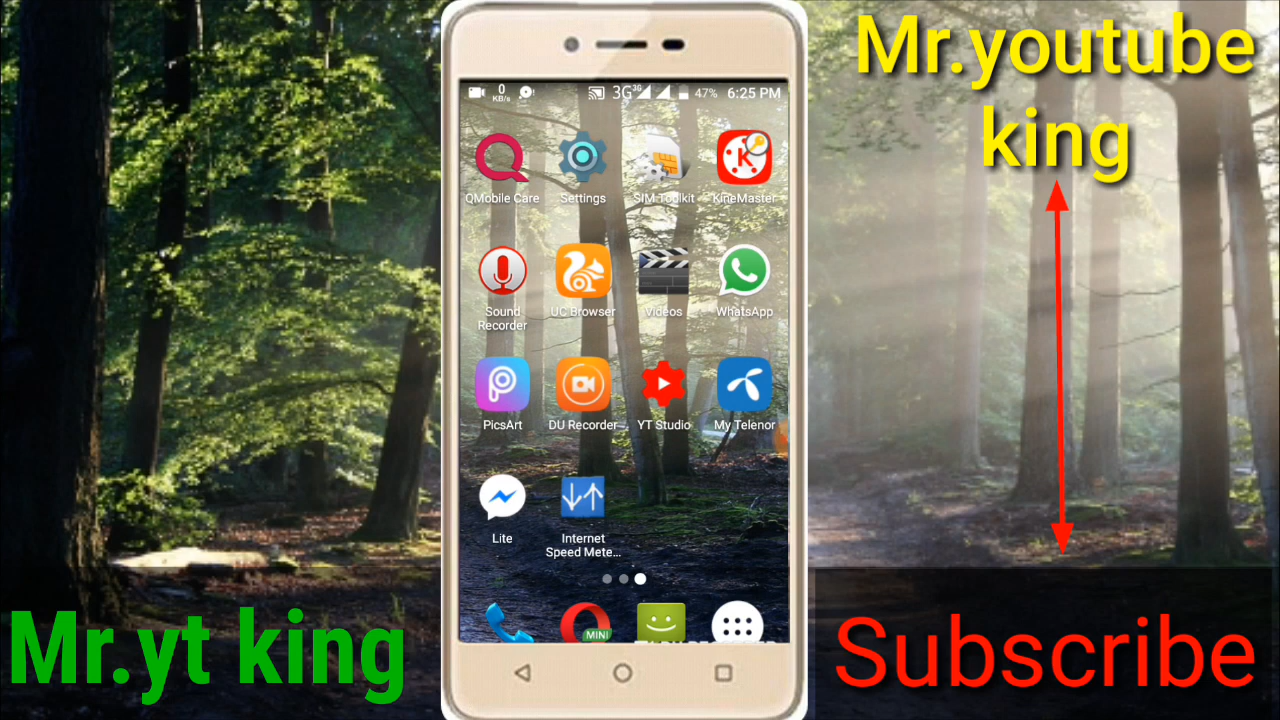 Mr.youtube
king
0
KB/s
3G 3G
47%
6:25 PM
QMobile Care
Settings
SIM Toolkit
KineMaster
Sound
Recorder
UC Browser
Videos
WhatsApp
PicsArt
DU Recorder
YT Studio
My Telenor
Lite
Internet
Speed Mete...
MINI
Mr.yt king
Subscribe